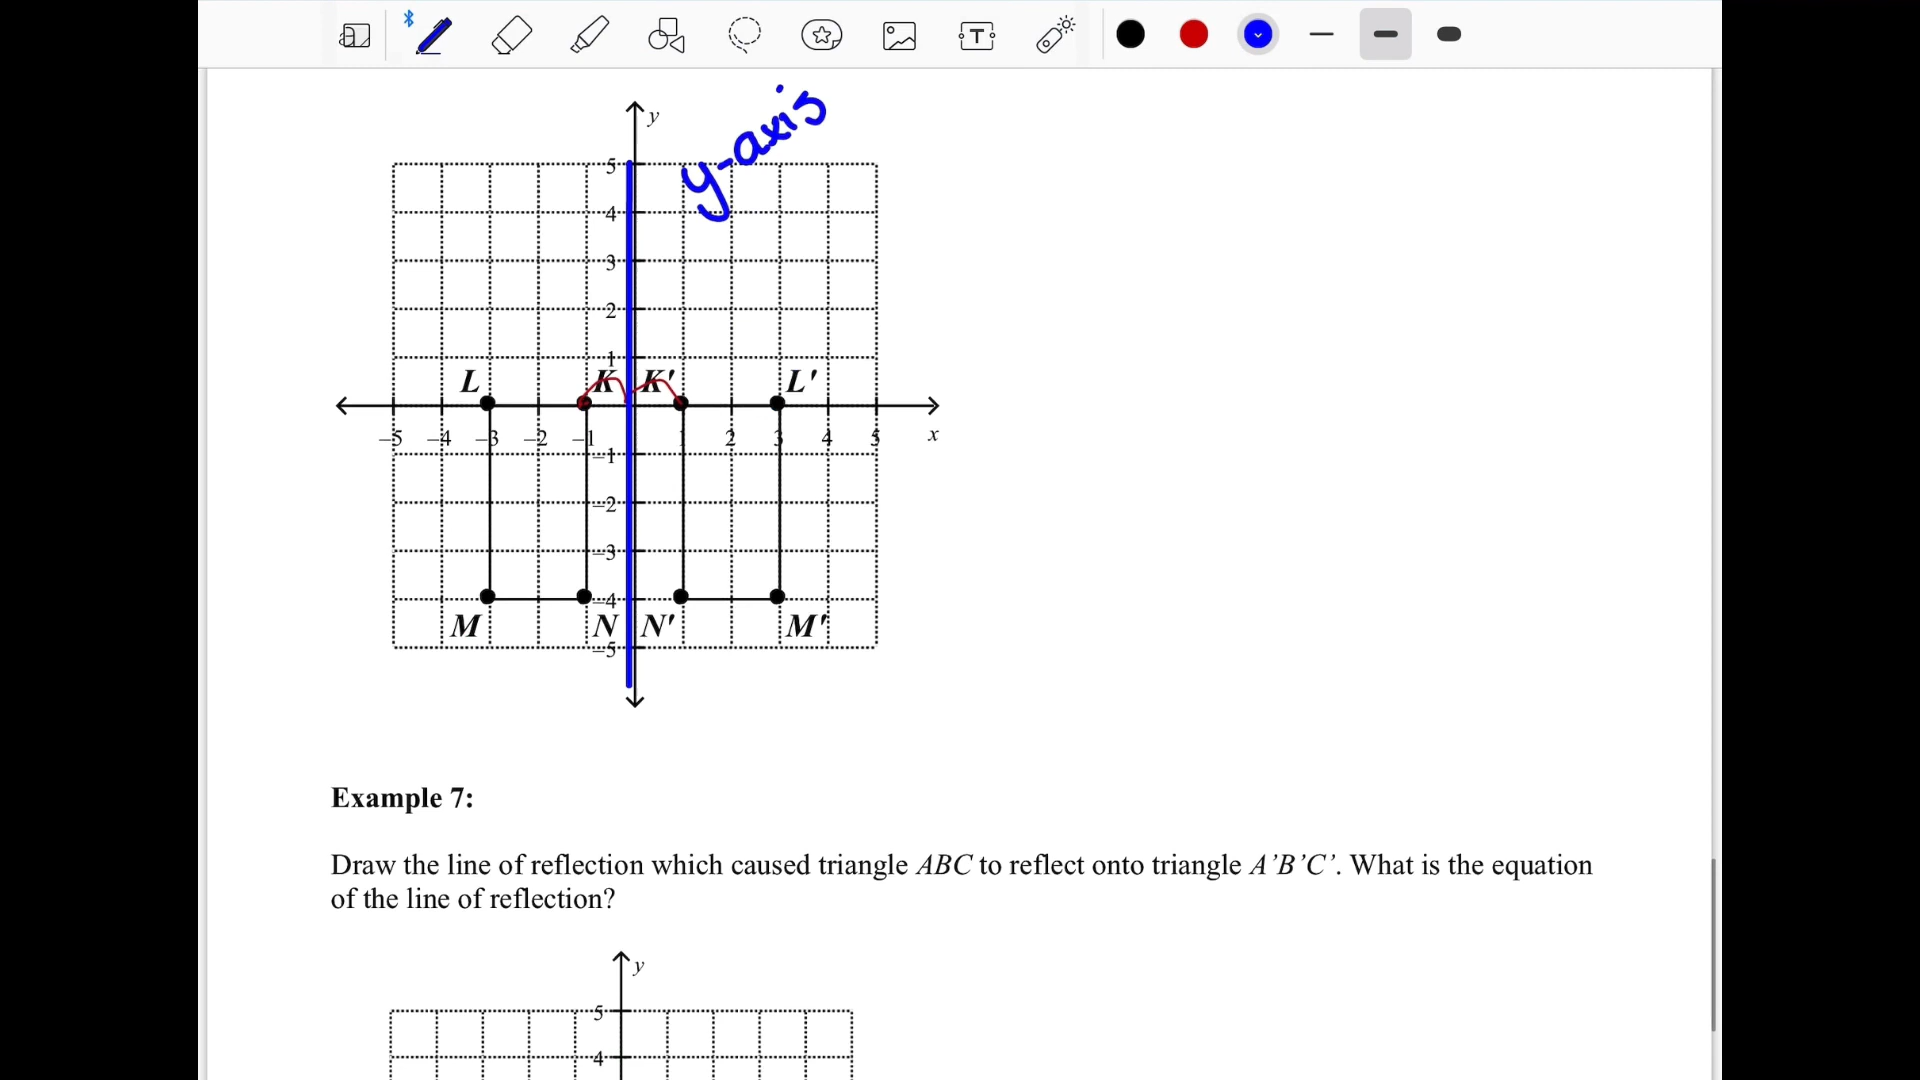 y
y-axis
5
4
3
2
1
L K K' L'
–5 –4 –3 –2 –1 1 2 3 4 5 x
–1
–2
–3
–4
M N N' M'
–5
Example 7:
Draw the line of reflection which caused triangle ABC to reflect onto triangle A’B’C’. What is the equation
of the line of reflection?
y
5
4